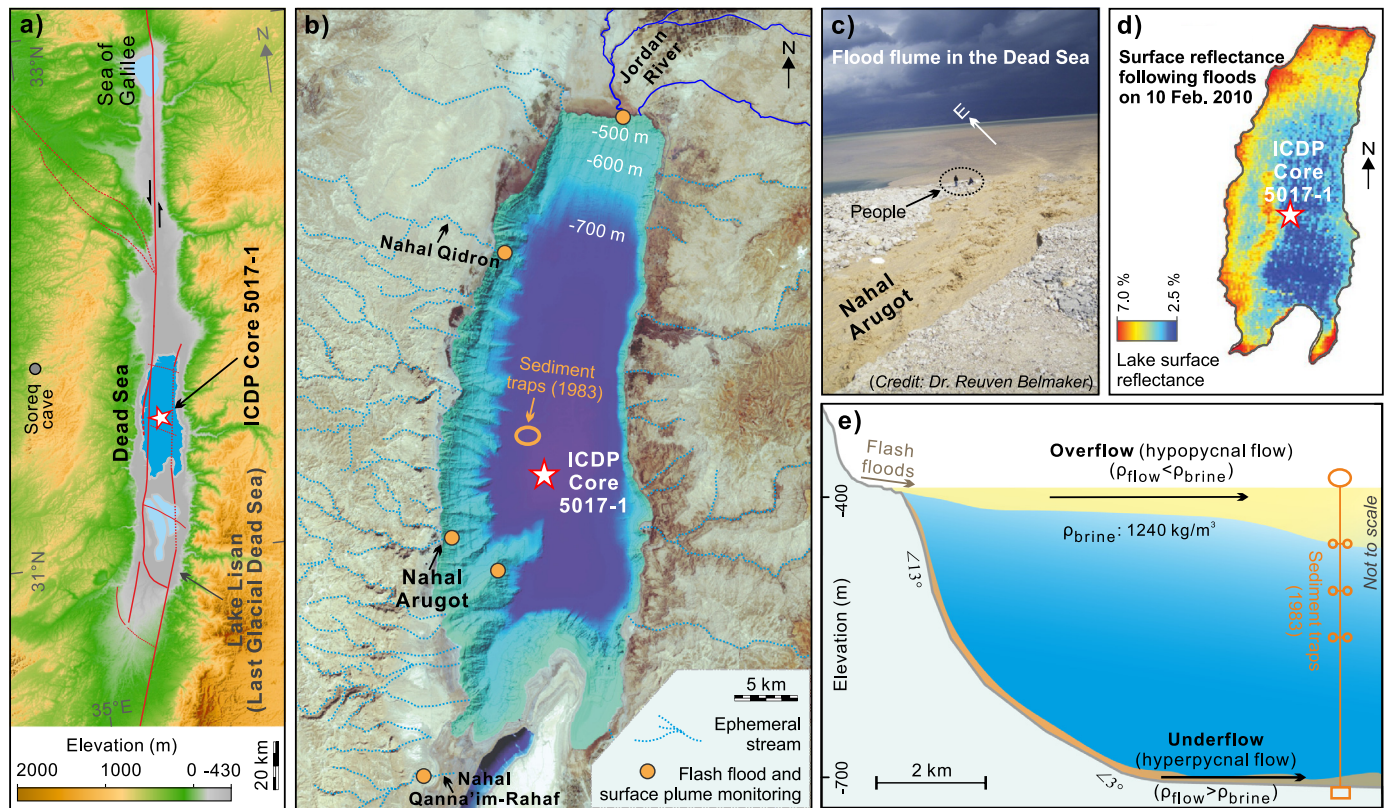 a)
33°N
Sea of
Galilee
N
Soreq
cave
Dead Sea
ICDP Core 5017-1
31°N
Lake Lisan
(Last Glacial Dead Sea)
35°E
Elevation (m)
2000
1000
0
-430
20 km
b)
Jordan
River
N
-500 m
-600 m
-700 m
Nahal Qidron
Sediment
traps (1983)
ICDP
Core
5017-1
Nahal
Arugot
5 km
Ephemeral
stream
Flash flood and
surface plume monitoring
Nahal
Qanna'im-Rahaf
c)
Flood flume in the Dead Sea
E
People
Nahal
Arugot
(Credit: Dr. Reuven Belmaker)
d)
Surface reflectance
following floods
on 10 Feb. 2010
N
ICDP
Core
5017-1
7.0 %
2.5 %
Lake surface
reflectance
e)
Flash
floods
Overflow (hypopycnal flow)
(ρflow<ρbrine)
-400
ρbrine: 1240 kg/m³
∠13°
Elevation (m)
Sediment traps
(1983)
Not to scale
Underflow
(hyperpycnal flow)
-700
2 km
∠3°
(ρflow>ρbrine)